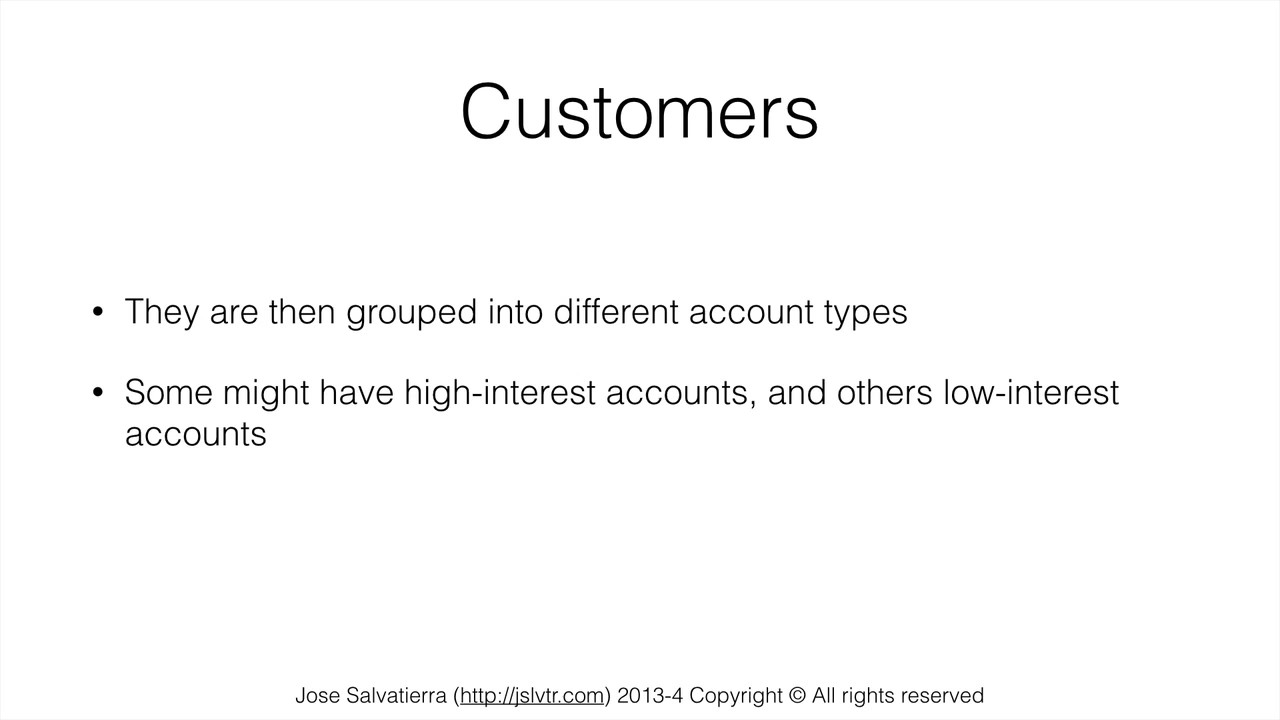 Customers
• They are then grouped into different account types
• Some might have high-interest accounts, and others low-interest
accounts
Jose Salvatierra (http://jslvtr.com) 2013-4 Copyright © All rights reserved